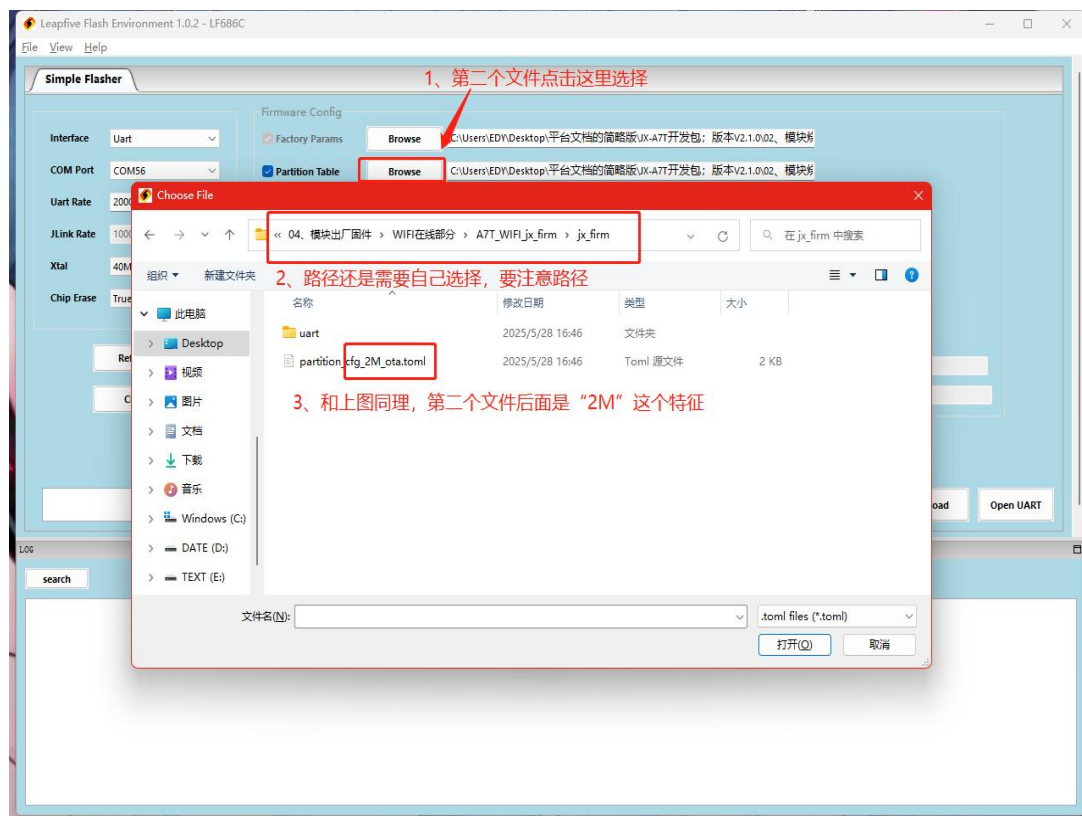 Leapfive Flash Environment 1.0.2 - LF686C
File View Help
Simple Flasher
1、第二个文件点击这里选择
Firmware Config
Interface Uart
Factory Params Browse C:\Users\EDY\Desktop\平台文档的简略版\JX-A7T开发包；版本V2.1.0\02、模块烧
COM Port COM56
Partition Table Browse C:\Users\EDY\Desktop\平台文档的简略版\JX-A7T开发包；版本V2.1.0\02、模块烧
Uart Rate 2000
Choose File
JLink Rate 1000
« 04、模块出厂固件 › WIFI在线部分 › A7T_WIFI_jx_firm › jx_firm
在 jx_firm 中搜索
Xtal 40M
组织 新建文件夹
2、路径还是需要自己选择，要注意路径
Chip Erase True
名称 修改日期 类型 大小
此电脑
uart 2025/5/28 16:46 文件夹
Desktop
partition_cfg_2M_ota.toml 2025/5/28 16:46 Toml 源文件 2 KB
视频
图片
3、和上图同理，第二个文件后面是“2M”这个特征
文档
下载
音乐
Windows (C:)
oad Open UART
DATE (D:)
LOG
TEXT (E:)
search
文件名(N): .toml files (*.toml)
打开(O) 取消